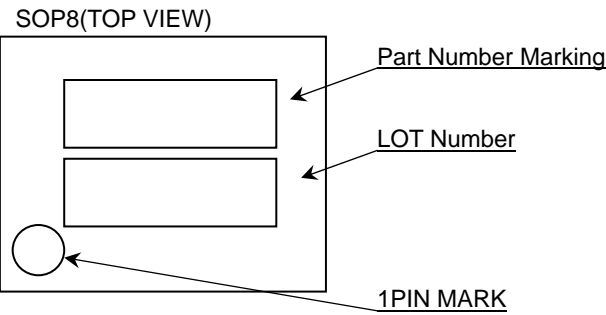 SOP8(TOP VIEW)
Part Number Marking
LOT Number
1PIN MARK